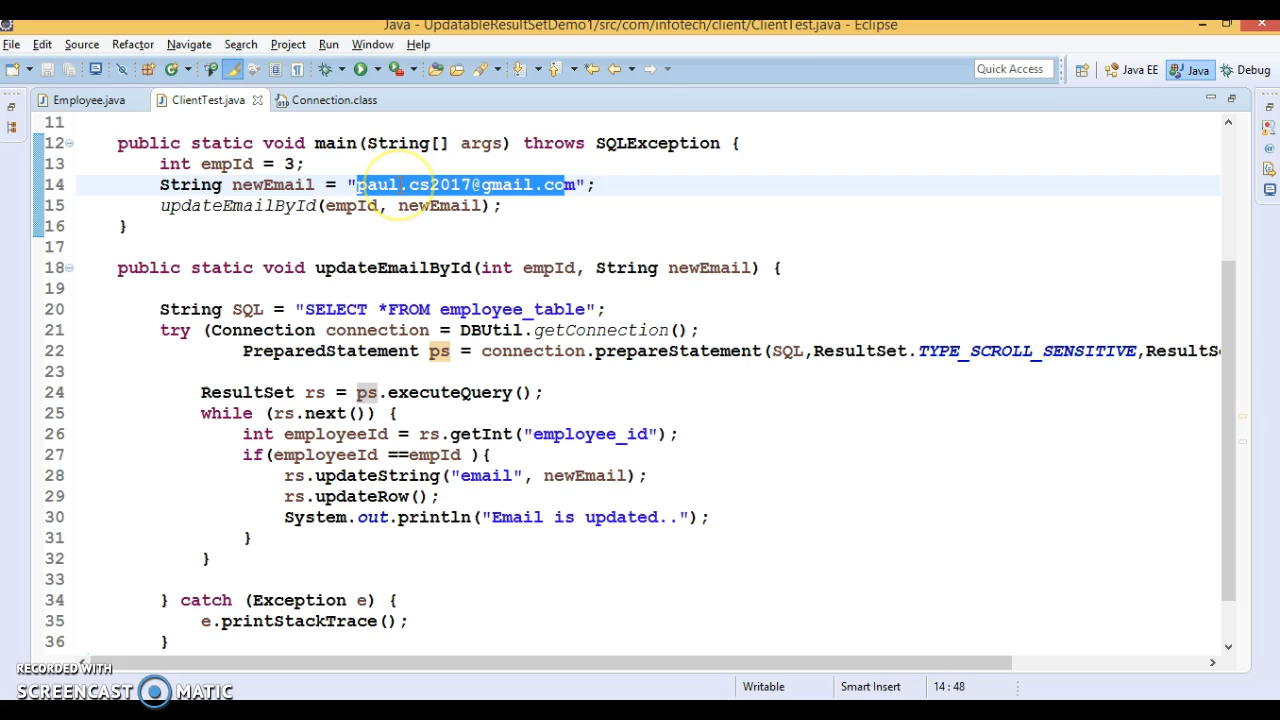 Java - UpdatableResultSetDemo1/src/com/infotech/client/ClientTest.java - Eclipse
File Edit Source Refactor Navigate Search Project Run Window Help
Quick Access Java EE Java Debug
Employee.java ClientTest.java Connection.class
11
12 public static void main(String[] args) throws SQLException {
13 int empId = 3;
14 String newEmail = "paul.cs2017@gmail.com";
15 updateEmailById(empId, newEmail);
16 }
17
18 public static void updateEmailById(int empId, String newEmail) {
19
20 String SQL = "SELECT *FROM employee_table";
21 try (Connection connection = DBUtil.getConnection();
22 PreparedStatement ps = connection.prepareStatement(SQL,ResultSet.TYPE_SCROLL_SENSITIVE,ResultS
23
24 ResultSet rs = ps.executeQuery();
25 while (rs.next()) {
26 int employeeId = rs.getInt("employee_id");
27 if(employeeId ==empId ){
28 rs.updateString("email", newEmail);
29 rs.updateRow();
30 System.out.println("Email is updated..");
31 }
32 }
33
34 } catch (Exception e) {
35 e.printStackTrace();
36 }
RECORDED WITH
SCREENCAST MATIC
Writable Smart Insert 14 : 48